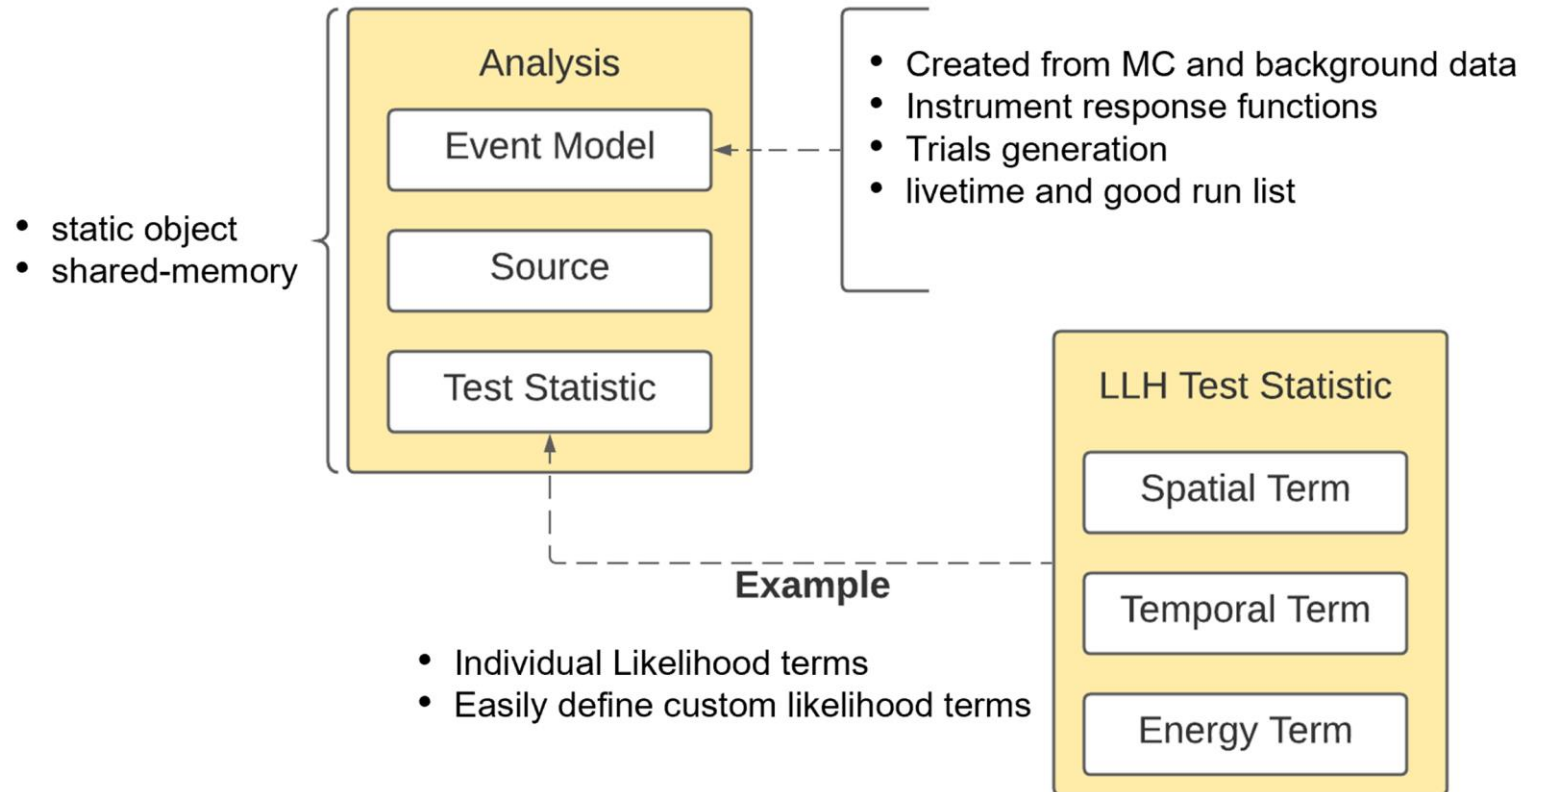 Analysis
Event Model
Source
Test Statistic
• static object
• shared-memory
• Created from MC and background data
• Instrument response functions
• Trials generation
• livetime and good run list
LLH Test Statistic
Spatial Term
Temporal Term
Energy Term
Example
• Individual Likelihood terms
• Easily define custom likelihood terms